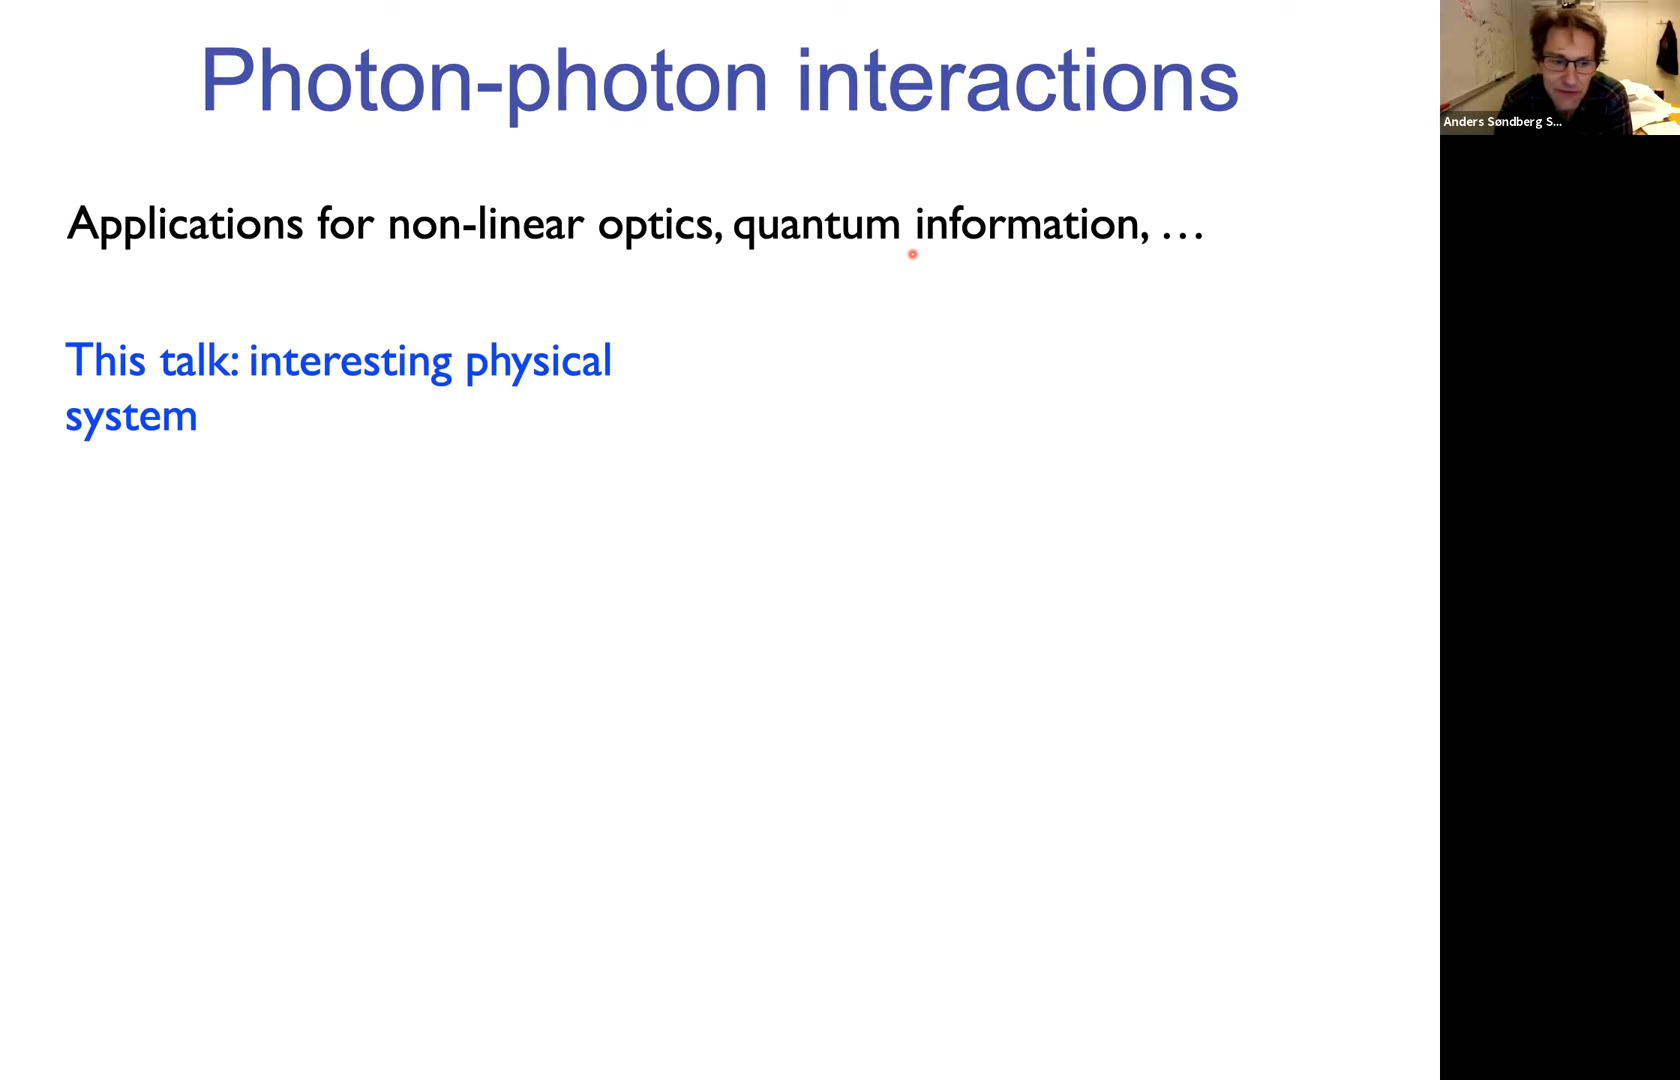 Photon-photon interactions
Applications for non-linear optics, quantum information, …
This talk: interesting physical
system
Anders Søndberg S...